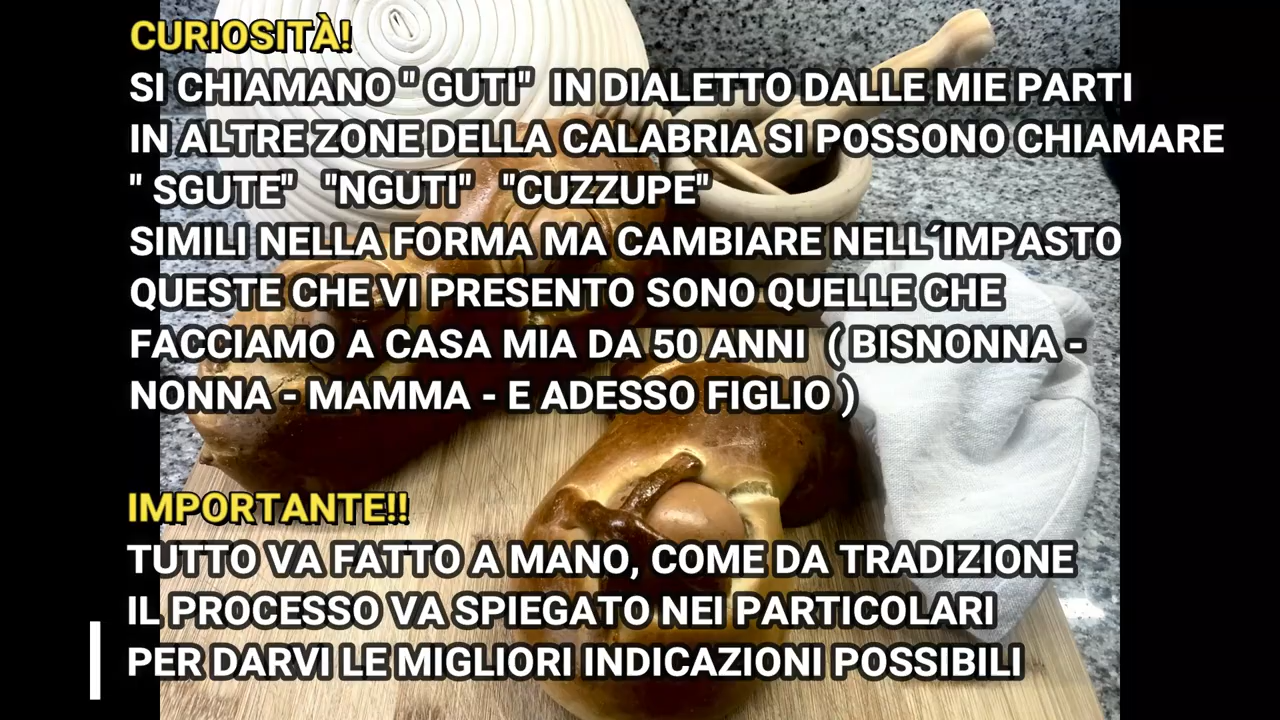 CURIOSITÀ!
SI CHIAMANO " GUTI" IN DIALETTO DALLE MIE PARTI
IN ALTRE ZONE DELLA CALABRIA SI POSSONO CHIAMARE
" SGUTE" "NGUTI" "CUZZUPE"
SIMILI NELLA FORMA MA CAMBIARE NELL´IMPASTO
QUESTE CHE VI PRESENTO SONO QUELLE CHE
FACCIAMO A CASA MIA DA 50 ANNI ( BISNONNA -
NONNA - MAMMA - E ADESSO FIGLIO )
IMPORTANTE!!
TUTTO VA FATTO A MANO, COME DA TRADIZIONE
IL PROCESSO VA SPIEGATO NEI PARTICOLARI
PER DARVI LE MIGLIORI INDICAZIONI POSSIBILI